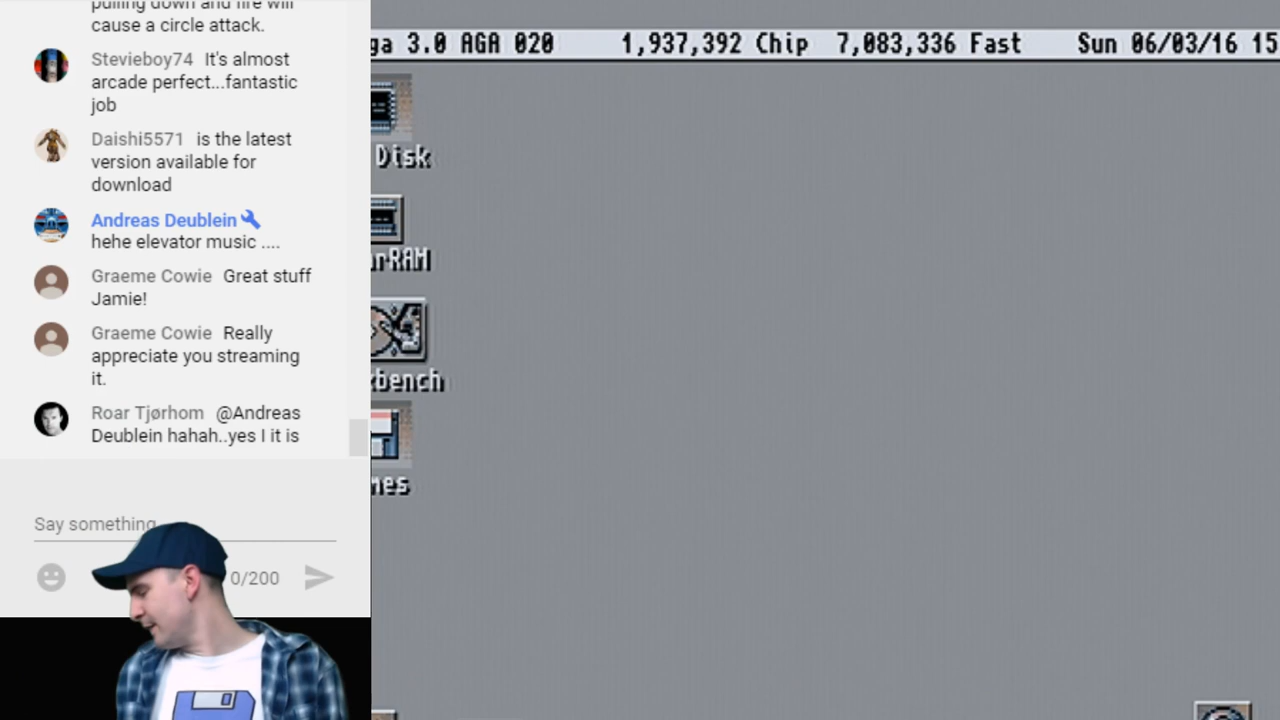 pulling down and fire will
cause a circle attack.
Stevieboy74 It's almost
arcade perfect...fantastic
job
Daishi5571 is the latest
version available for
download
Andreas Deublein
hehe elevator music ....
Graeme Cowie Great stuff
Jamie!
Graeme Cowie Really
appreciate you streaming
it.
Roar Tjørhom @Andreas
Deublein hahah..yes I it is
Say something
0/200
ga 3.0 AGA 020 1,937,392 Chip 7,083,336 Fast Sun 06/03/16 15
Disk
rRAM
bench
mes